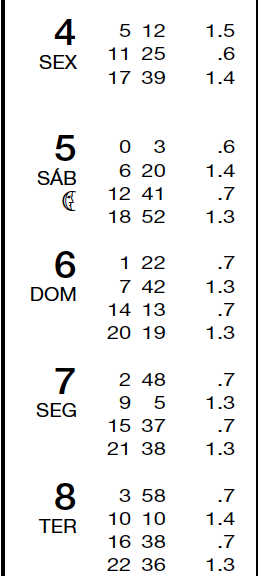 4 5 12 1.5
SEX 11 25 .6
17 39 1.4
5 0 3 .6
SÁB 6 20 1.4
12 41 .7
18 52 1.3
6 1 22 .7
DOM 7 42 1.3
14 13 .7
20 19 1.3
7 2 48 .7
SEG 9 5 1.3
15 37 .7
21 38 1.3
8 3 58 .7
TER 10 10 1.4
16 38 .7
22 36 1.3